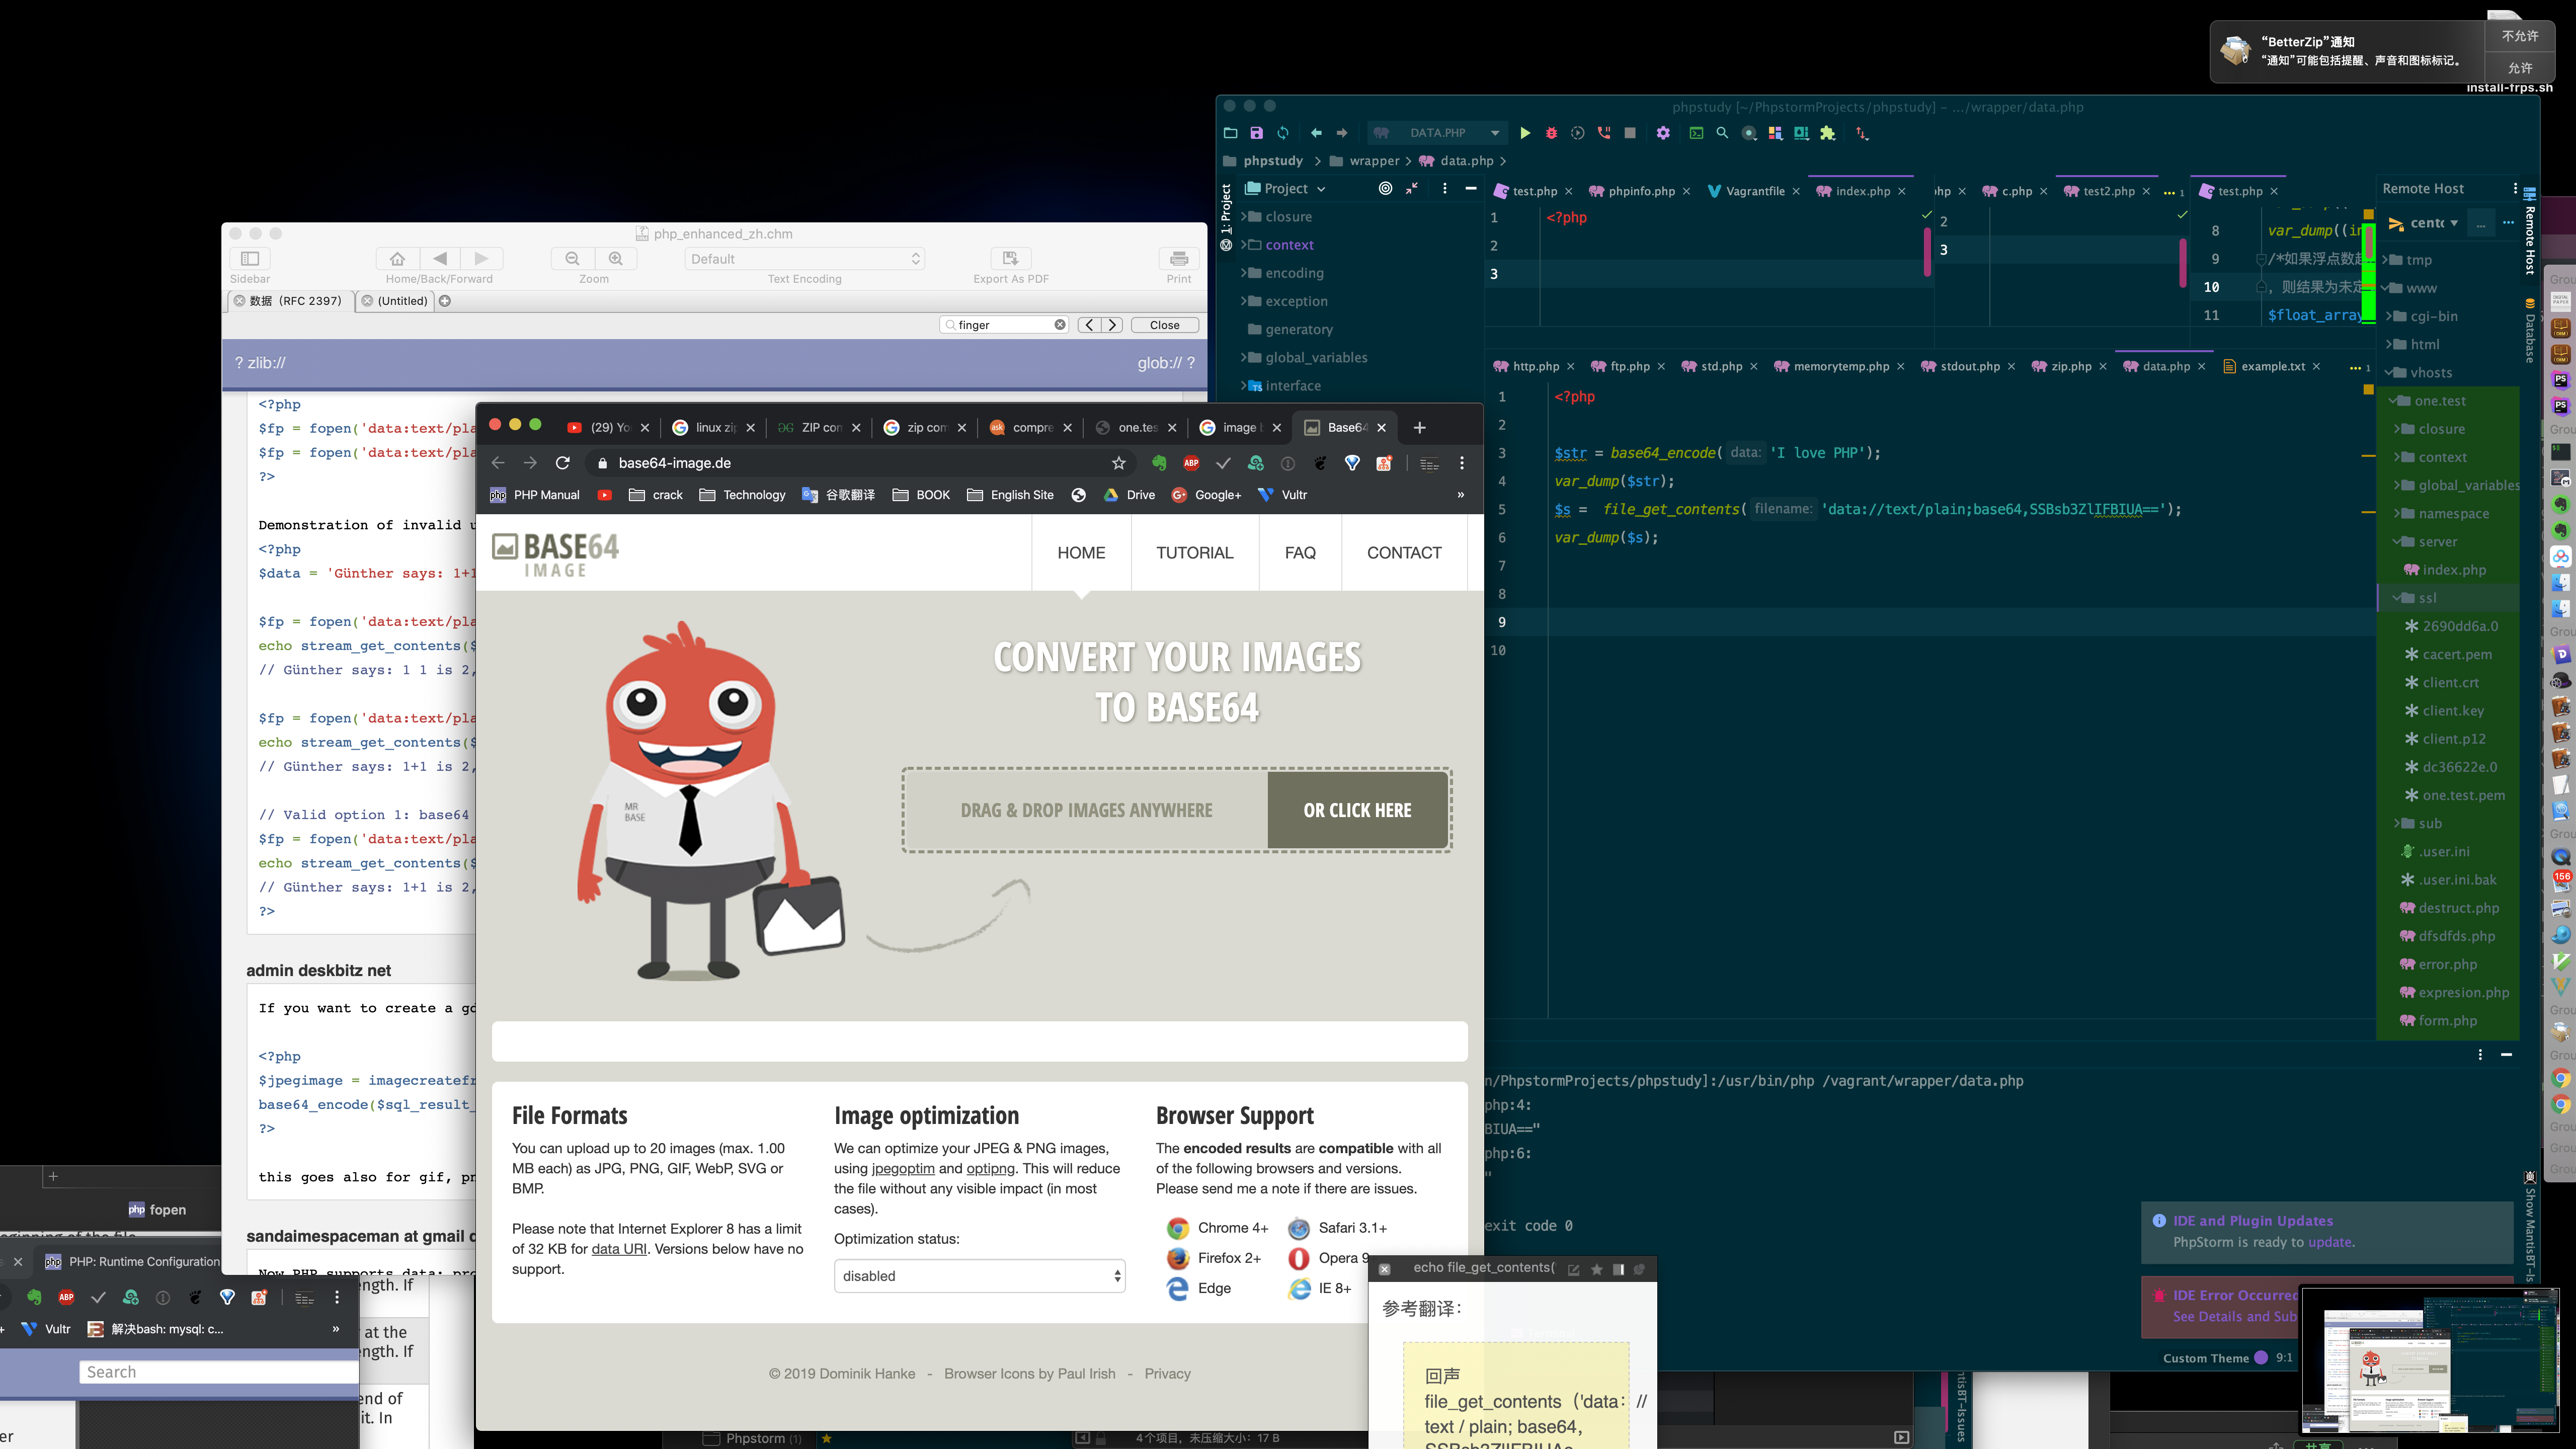 "BetterZip"通知
"通知"可能包括提醒、声音和图标标记。
不允许
允许
install-frps.sh
php_enhanced_zh.chm
Sidebar
Home/Back/Forward
Zoom
Default
Text Encoding
Export As PDF
Print
数据（RFC 2397）
(Untitled)
finger
Close
? zlib://
glob:// ?
<?php
$fp = fopen('data:text/pla
$fp = fopen('data:text/pla
?>
Demonstration of invalid u
<?php
$data = 'Günther says: 1+1
$fp = fopen('data:text/pla
echo stream_get_contents($
// Günther says: 1 1 is 2,
$fp = fopen('data:text/pla
echo stream_get_contents($
// Günther says: 1+1 is 2,
// Valid option 1: base64
$fp = fopen('data:text/pla
echo stream_get_contents($
// Günther says: 1+1 is 2,
?>
admin deskbitz net
If you want to create a gd
<?php
$jpegimage = imagecreatefr
base64_encode($sql_result_
?>
this goes also for gif, pn
sandaimespaceman at gmail d
fopen
PHP: Runtime Configuration
Vultr
解决bash: mysql: c...
Search
ength. If
at the
ength. If
end of
it. In
(29) Yo
linux zip
ZIP com
zip com
compre
one.tes
image b
Base64
base64-image.de
PHP Manual
crack
Technology
谷歌翻译
BOOK
English Site
Drive
Google+
Vultr
BASE64
IMAGE
HOME
TUTORIAL
FAQ
CONTACT
CONVERT YOUR IMAGES
TO BASE64
MR
BASE
DRAG & DROP IMAGES ANYWHERE
OR CLICK HERE
File Formats
You can upload up to 20 images (max. 1.00
MB each) as JPG, PNG, GIF, WebP, SVG or
BMP.
Please note that Internet Explorer 8 has a limit
of 32 KB for data URI. Versions below have no
support.
Image optimization
We can optimize your JPEG & PNG images,
using jpegoptim and optipng. This will reduce
the file without any visible impact (in most
cases).
Optimization status:
disabled
Browser Support
The encoded results are compatible with all
of the following browsers and versions.
Please send me a note if there are issues.
Chrome 4+
Safari 3.1+
Firefox 2+
Opera 9
Edge
IE 8+
© 2019 Dominik Hanke - Browser Icons by Paul Irish - Privacy
echo file_get_contents('
参考翻译：
回声
file_get_contents（'data：//
text / plain; base64,
Phpstorm (1)
4个项目，未压缩大小：17 B
phpstudy [~/PhpstormProjects/phpstudy] – .../wrapper/data.php
DATA.PHP
phpstudy
wrapper
data.php
1: Project
Project
closure
context
encoding
exception
generatory
global_variables
interface
test.php
phpinfo.php
Vagrantfile
index.php
1 <?php
2
3
php
c.php
test2.php
2
3
test.php
8 var_dump((in
9 /*如果浮点数超
10 ，则结果为未定
11 $float_array
http.php
ftp.php
std.php
memorytemp.php
stdout.php
zip.php
data.php
example.txt
1 <?php
2
3 $str = base64_encode( data: 'I love PHP');
4 var_dump($str);
5 $s = file_get_contents( filename: 'data://text/plain;base64,SSBsb3ZlIFBIUA==');
6 var_dump($s);
7
8
9
10
Remote Host
cent
tmp
www
cgi-bin
html
vhosts
one.test
closure
context
global_variables
namespace
server
index.php
ssl
2690dd6a.0
cacert.pem
client.crt
client.key
client.p12
dc36622e.0
one.test.pem
sub
.user.ini
.user.ini.bak
destruct.php
dfsdfds.php
error.php
expresion.php
form.php
Remote Host
Database
Show MantisBT-Is
n/PhpstormProjects/phpstudy]:/usr/bin/php /vagrant/wrapper/data.php
php:4:
BIUA=="
php:6:
"
exit code 0
IDE and Plugin Updates
PhpStorm is ready to update.
IDE Error Occurred
See Details and Sub
Custom Theme
9:1
antisBT-Issues
156
共享